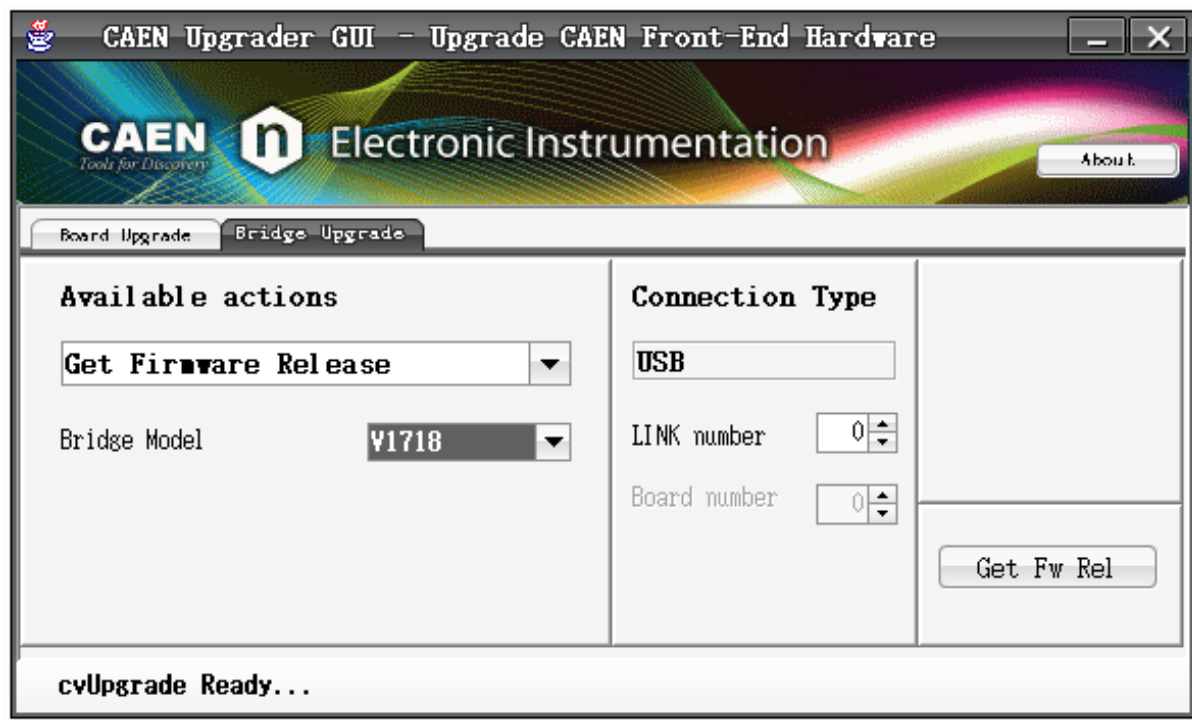 CAEN Upgrader GUI - Upgrade CAEN Front-End Hardware
CAEN n Electronic Instrumentation
Tools for Discovery
About
Board Upgrade Bridge Upgrade
Available actions
Get Firmware Release
Bridge Model V1718
Connection Type
USB
LINK number 0
Board number 0
Get Fw Rel
cvUpgrade Ready...